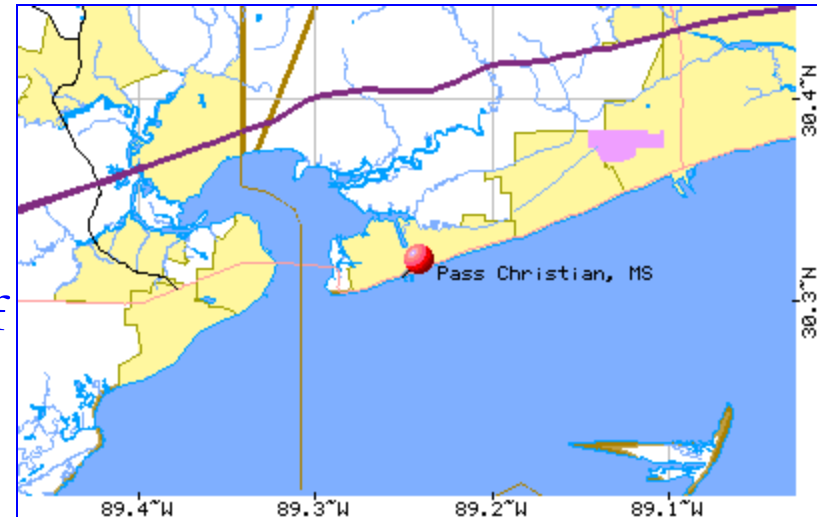 f
Pass Christian, MS
30.4~N
30.3~N
89.4~W
89.3~W
89.2~W
89.1~W